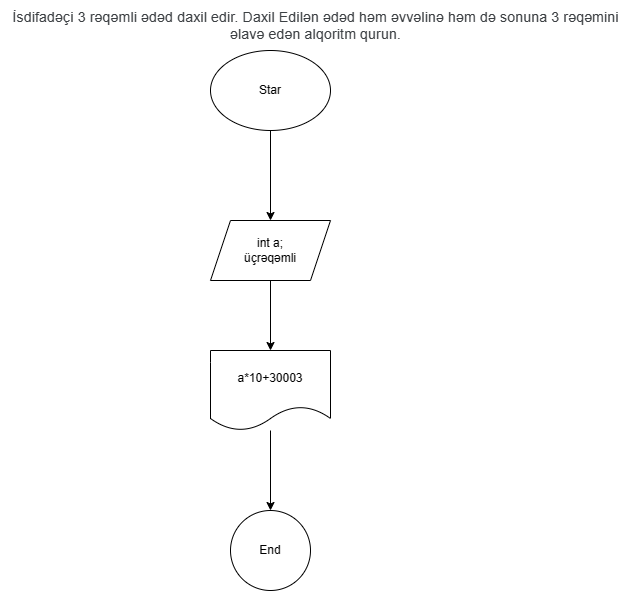 İsdifadəçi 3 rəqəmli ədəd daxil edir. Daxil Edilən ədəd həm əvvəlinə həm də sonuna 3 rəqəmini
əlavə edən alqoritm qurun.
Star
int a;
üçrəqəmli
a*10+30003
End